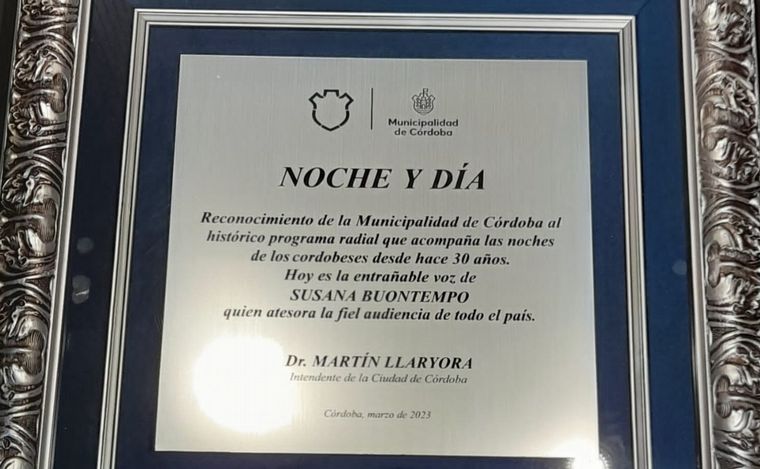 Municipalidad
de Córdoba
NOCHE Y DÍA
Reconocimiento de la Municipalidad de Córdoba al
histórico programa radial que acompaña las noches
de los cordobeses desde hace 30 años.
Hoy es la entrañable voz de
SUSANA BUONTEMPO
quien atesora la fiel audiencia de todo el país.
Dr. MARTÍN LLARYORA
Intendente de la Ciudad de Córdoba
Córdoba, marzo de 2023